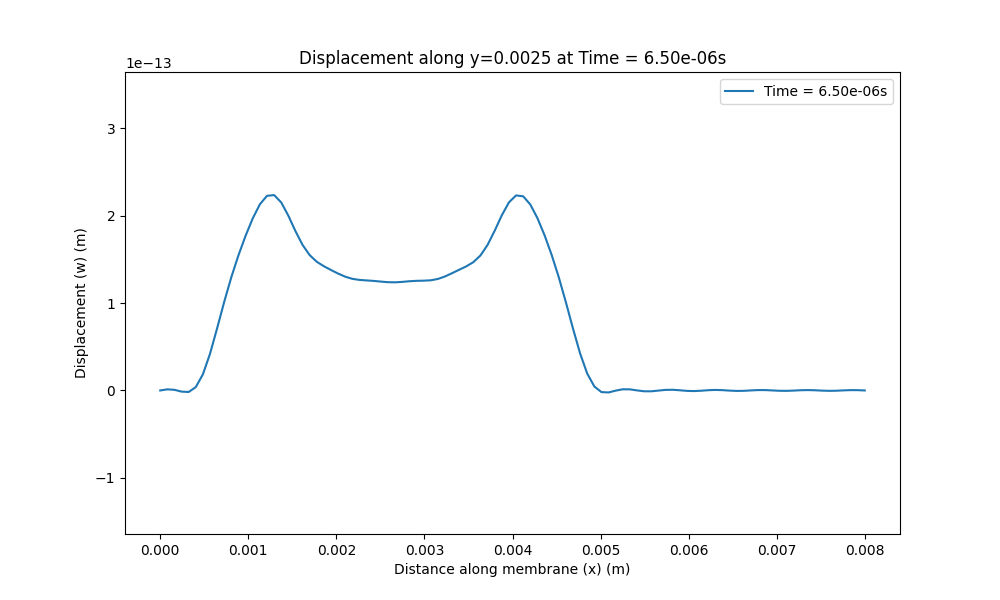 Displacement along y=0.0025 at Time = 6.50e-06s
1e−13
Time = 6.50e-06s
3
2
1
0
−1
Displacement (w) (m)
0.000 0.001 0.002 0.003 0.004 0.005 0.006 0.007 0.008
Distance along membrane (x) (m)